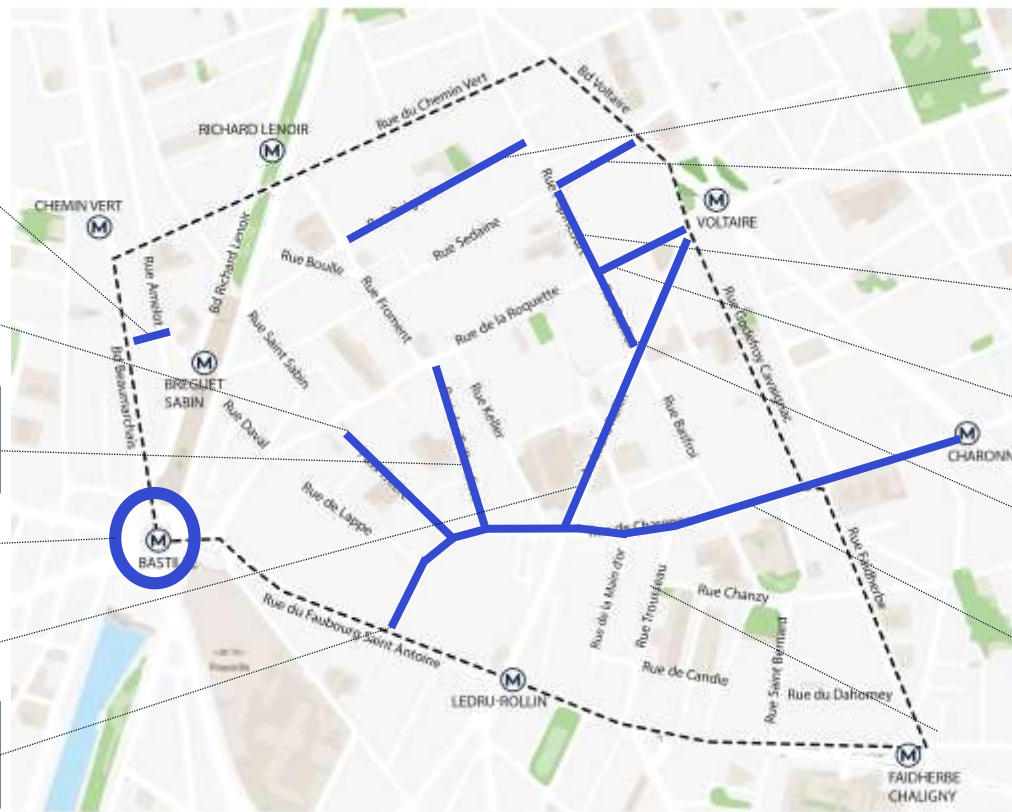 Rue du Chemin Vert
Bd Voltaire
RICHARD LENOIR
M
CHEMIN VERT
M
M
VOLTAIRE
Rue Amelot
Bd Richard Lenoir
Rue Boulle
Rue Sedaine
Rue Froment
Rue de la Roquette
Rue Saint Sabin
Rue Godefroy Cavaignac
Bd Beaumarchais
M
BREGUET
SABIN
Rue Daval
Rue Keller
Rue Basfroi
M
CHARONN
Rue de Lappe
M
Rue Faidherbe
Rue du Faubourg Saint Antoine
Rue de la Main d'or
Rue Trousseau
Rue Chanzy
Rue Saint Bernard
Rue de Candie
Rue du Dahomey
M
LEDRU-ROLLIN
M
FAIDHERBE
CHALIGNY